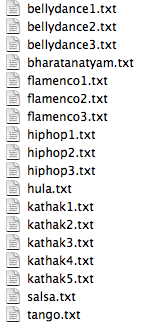 bellydance1.txt
bellydance2.txt
bellydance3.txt
bharatanatyam.txt
flamenco1.txt
flamenco2.txt
flamenco3.txt
hiphop1.txt
hiphop2.txt
hiphop3.txt
hula.txt
kathak1.txt
kathak2.txt
kathak3.txt
kathak4.txt
kathak5.txt
salsa.txt
tango.txt